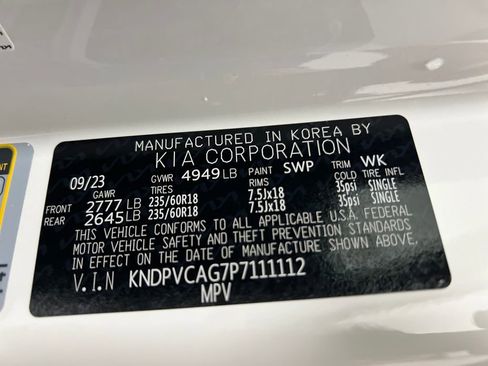 MANUFACTURED IN KOREA BY
KIA CORPORATION
09/23 GVWR 4949 LB PAINT SWP TRIM WK
GAWR TIRES RIMS COLD TIRE INFL
FRONT 2777 LB 235/60R18 7.5Jx18 35psi SINGLE
REAR 2645 LB 235/60R18 7.5Jx18 35psi SINGLE
THIS VEHICLE CONFORMS TO ALL APPLICABLE U.S.A. FEDERAL
MOTOR VEHICLE SAFETY AND THEFT PREVENTION STANDARDS
IN EFFECT ON THE DATE OF MANUFACTURE SHOWN ABOVE.
V.I.N KNDPVCAG7P7111112
MPV